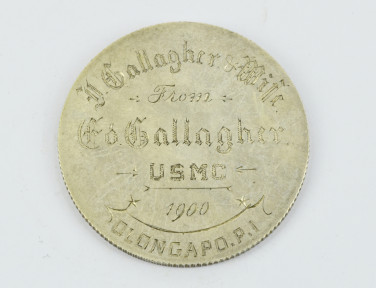 J. Gallagher & Wife.
From
Ed. Gallagher.
USMC
1900
OLONGAPO. P. I